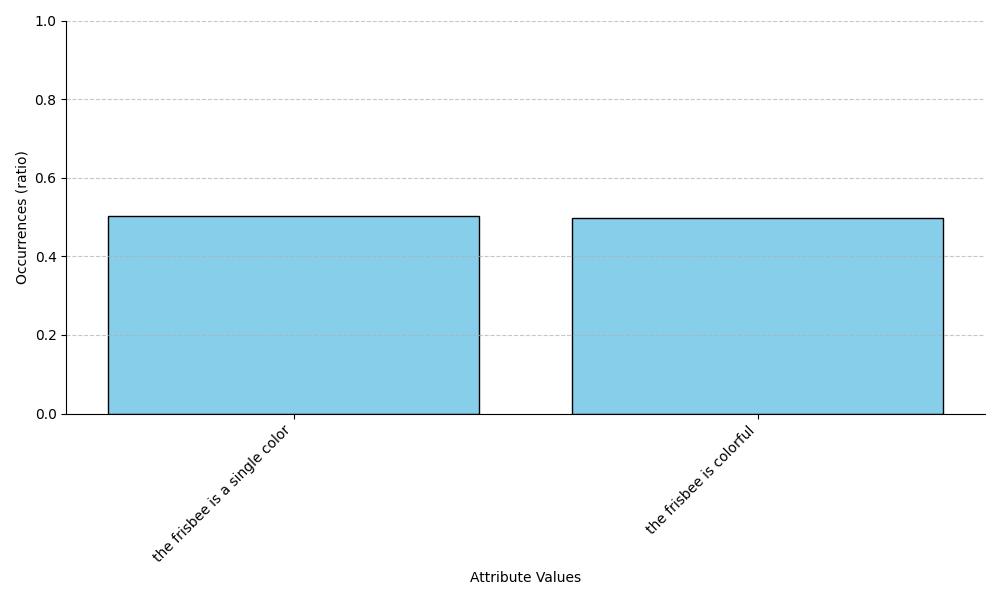 1.0
0.8
0.6
0.4
0.2
0.0
Occurrences (ratio)
the frisbee is a single color
the frisbee is colorful
Attribute Values